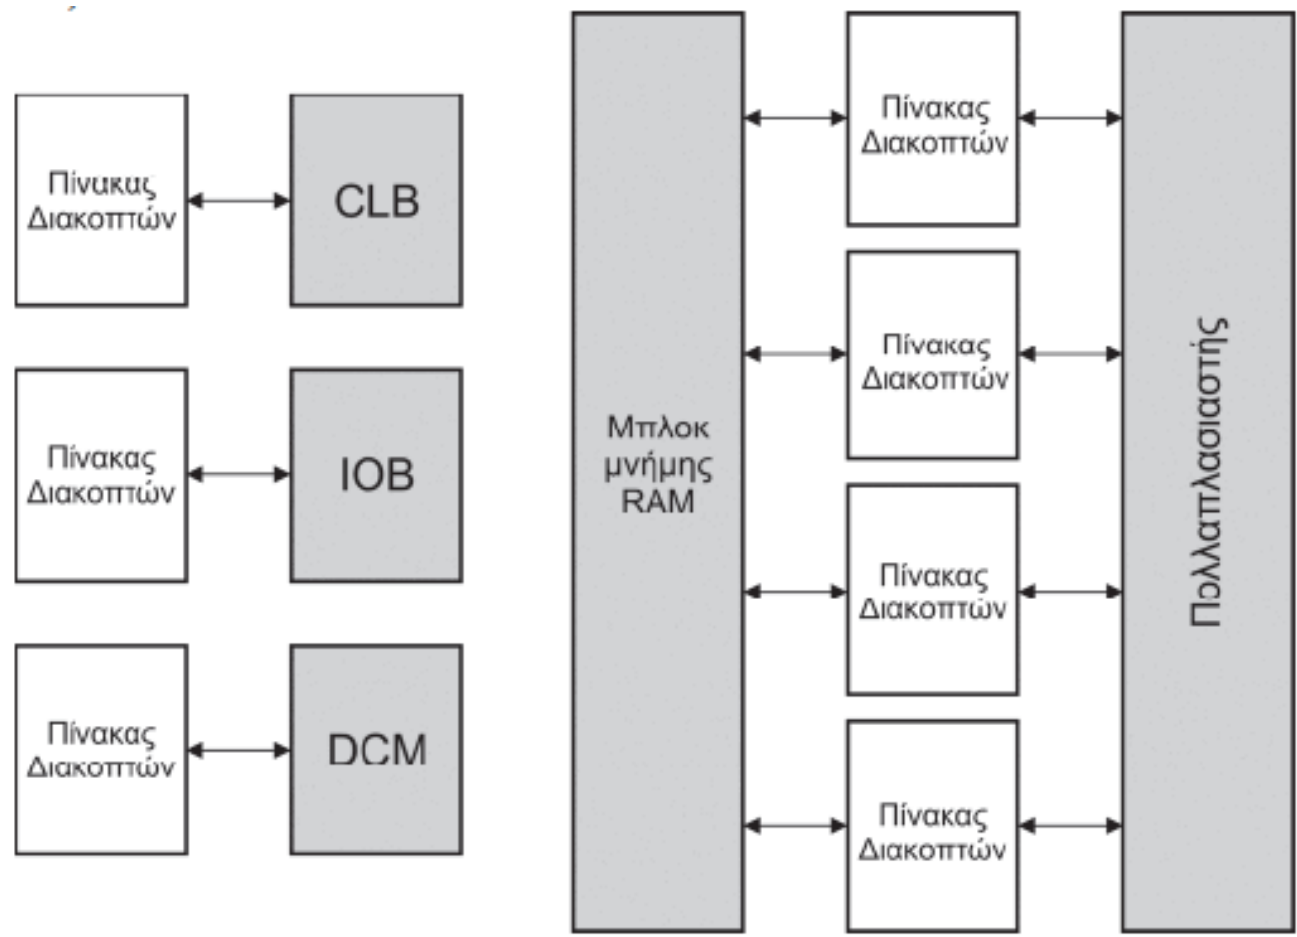 Πίνακας
Διακοπτών
CLB
Πίνακας
Διακοπτών
IOB
Πίνακας
Διακοπτών
DCM
Μπλοκ
μνήμης
RAM
Πίνακας
Διακοπτών
Πίνακας
Διακοπτών
Πίνακας
Διακοπτών
Πίνακας
Διακοπτών
Πολλαπλασιαστής